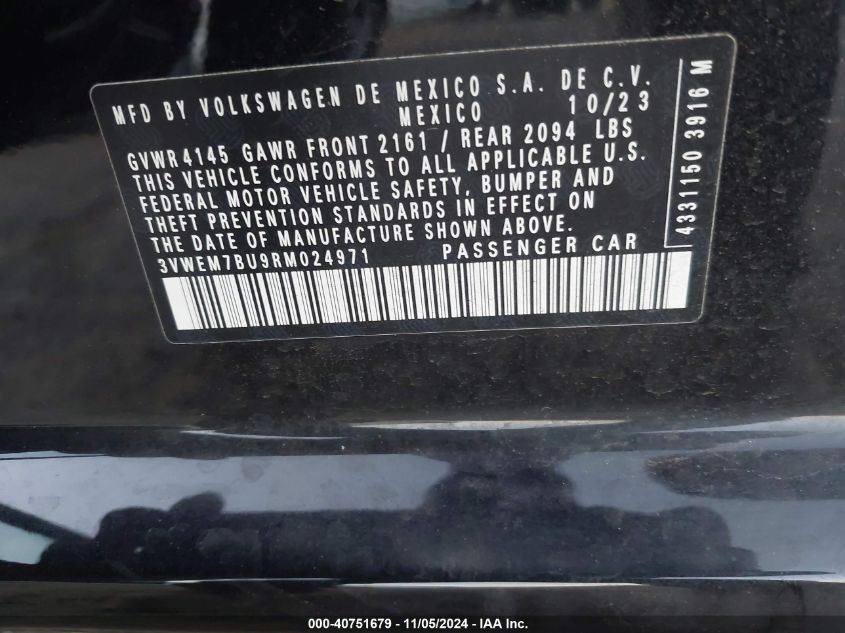 MFD BY VOLKSWAGEN DE MEXICO S.A. DE C.V.
MEXICO 10/23
GVWR 4145 GAWR FRONT 2161 / REAR 2094 LBS
THIS VEHICLE CONFORMS TO ALL APPLICABLE U.S.
FEDERAL MOTOR VEHICLE SAFETY, BUMPER AND
THEFT PREVENTION STANDARDS IN EFFECT ON
THE DATE OF MANUFACTURE SHOWN ABOVE.
3VWEM7BU9RM024971 PASSENGER CAR
4331150 3916 M
000-40751679 - 11/05/2024 - IAA Inc.